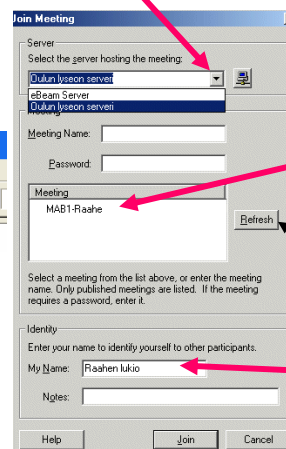 Join Meeting
Server
Select the server hosting the meeting:
Oulun lyseon serveri
eBeam Server
Oulun lyseon serveri
Meeting
Meeting Name:
Password:
Meeting
MAB1-Raahe
Refresh
Select a meeting from the list above, or enter the meeting
name. Only published meetings are listed. If the meeting
requires a password, enter it.
Identity
Enter your name to identify yourself to other participants.
My Name: Raahen lukio
Notes:
Help Join Cancel